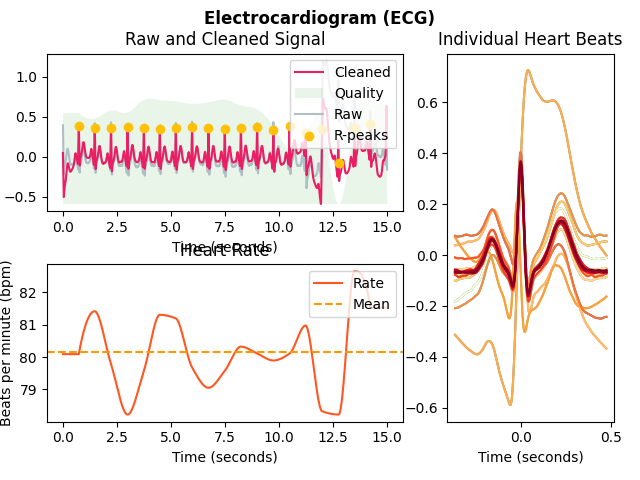 Electrocardiogram (ECG)
Raw and Cleaned Signal
1.0
0.5
0.0
−0.5
Cleaned
Quality
Raw
R-peaks
0.0 2.5 5.0 7.5 10.0 12.5 15.0
Time (seconds)
Heart Rate
Beats per minute (bpm)
82
81
80
79
Rate
Mean
0.0 2.5 5.0 7.5 10.0 12.5 15.0
Time (seconds)
Individual Heart Beats
0.6
0.4
0.2
0.0
−0.2
−0.4
−0.6
0.0 0.5
Time (seconds)